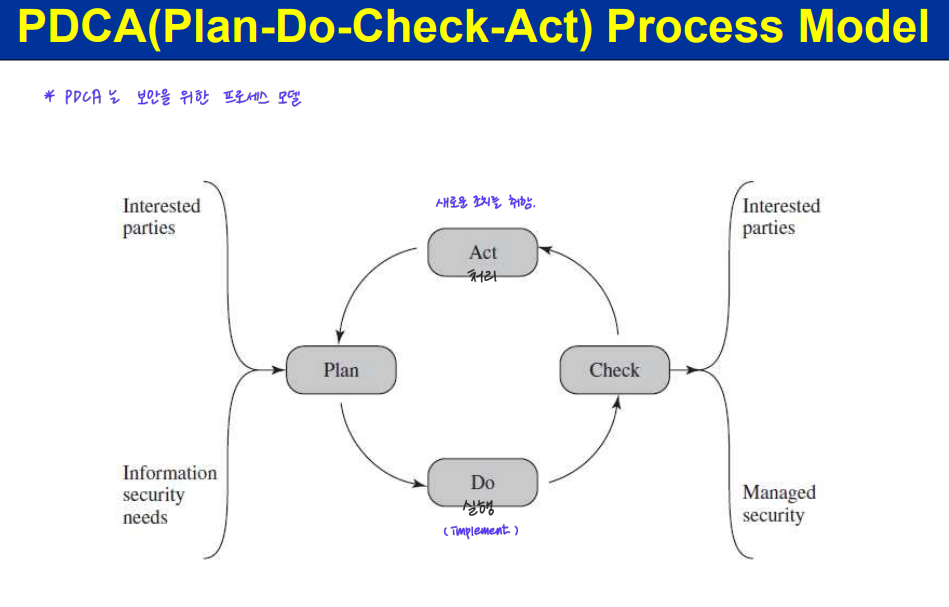 PDCA(Plan-Do-Check-Act) Process Model
* PDCA는 보안을 위한 프로세스 모델
Interested
parties
새로운 조치를 취함.
Act
처리
Interested
parties
Plan
Check
Information
security
needs
Do
실행
(implement)
Managed
security